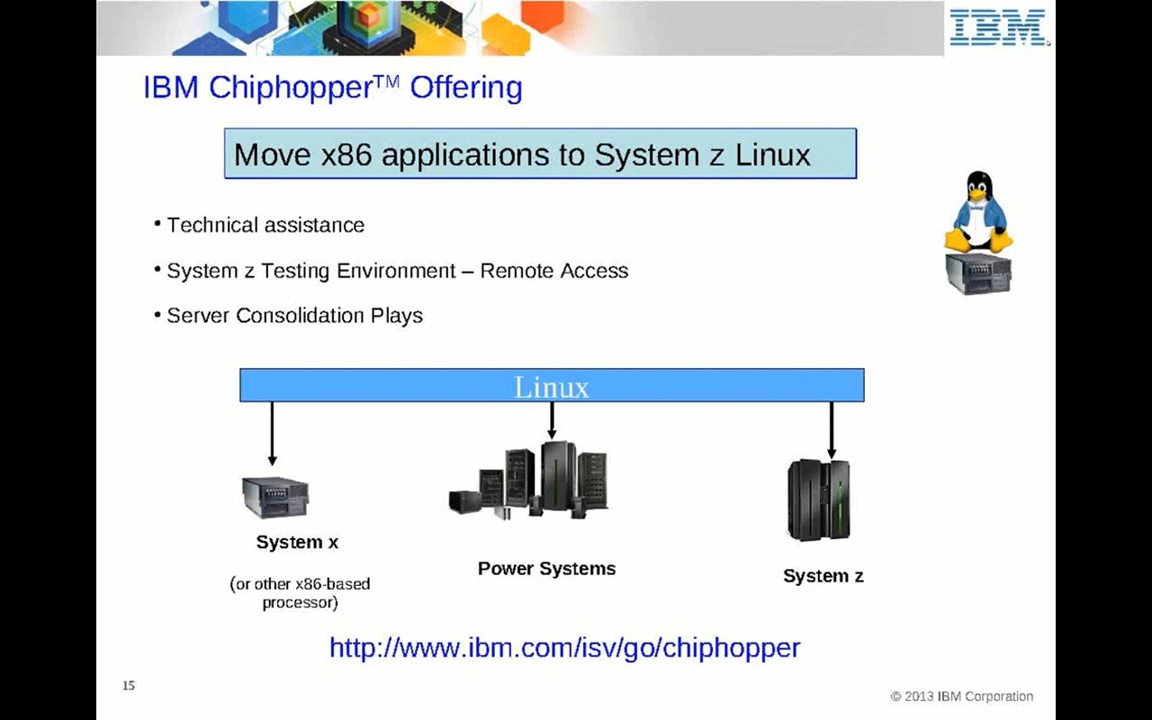 IBM
IBM Chiphopper™ Offering
Move x86 applications to System z Linux
• Technical assistance
• System z Testing Environment – Remote Access
• Server Consolidation Plays
Linux
System x
(or other x86-based
processor)
Power Systems
System z
http://www.ibm.com/isv/go/chiphopper
15
© 2013 IBM Corporation